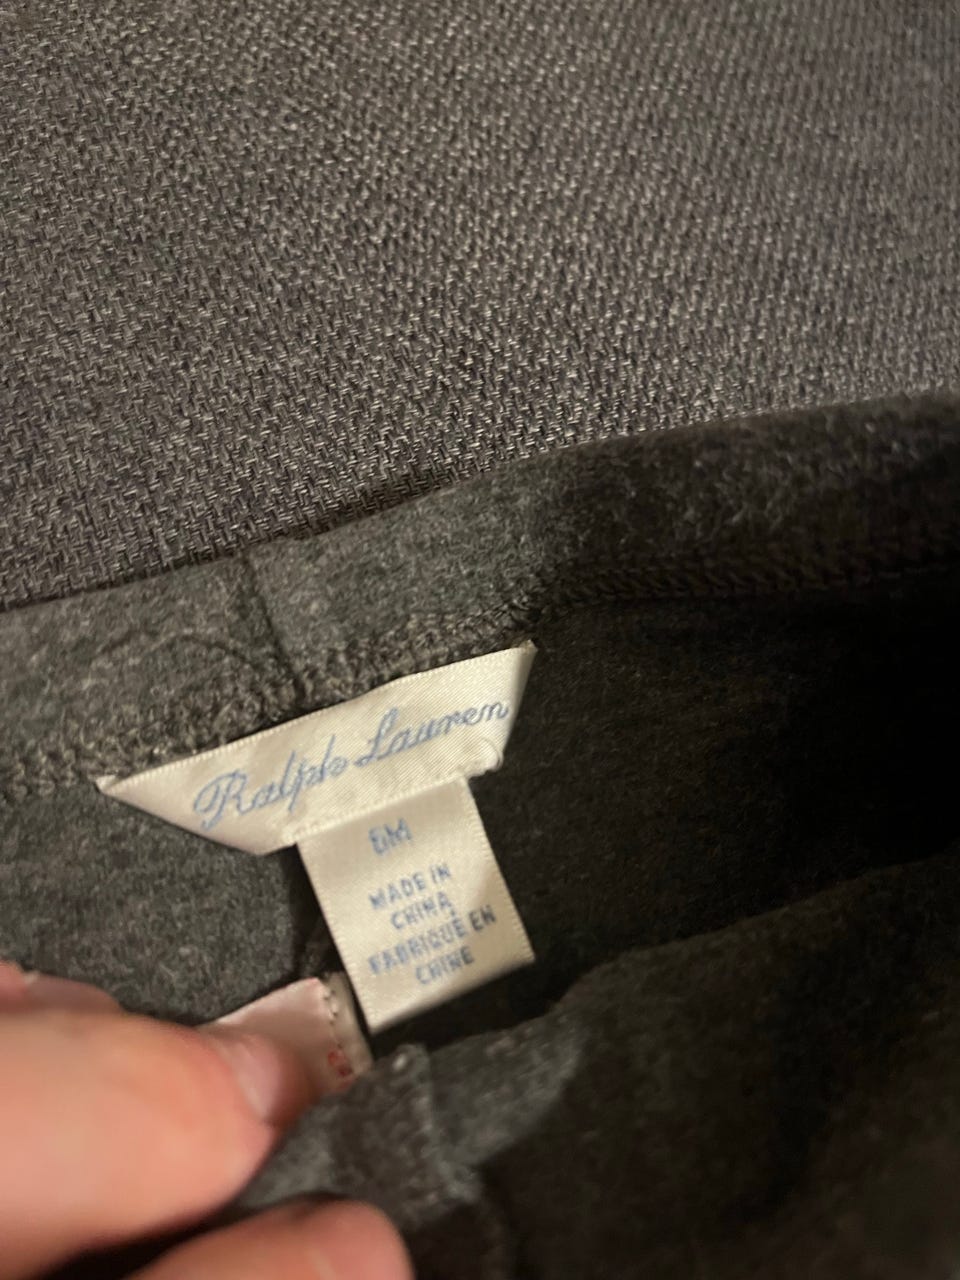 Ralph Lauren
6M
MADE IN
CHINA
FABRIQUÉ EN
CHINE